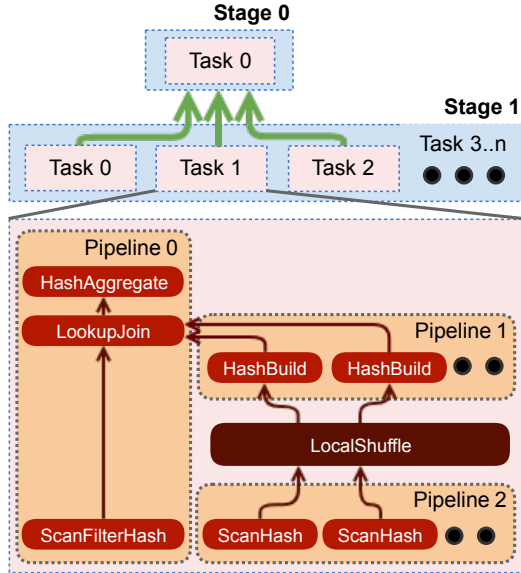 Stage 0
Task 0
Stage 1
Task 3..n
Task 0
Task 1
Task 2
Pipeline 0
HashAggregate
LookupJoin
Pipeline 1
HashBuild
HashBuild
LocalShuffle
Pipeline 2
ScanFilterHash
ScanHash
ScanHash